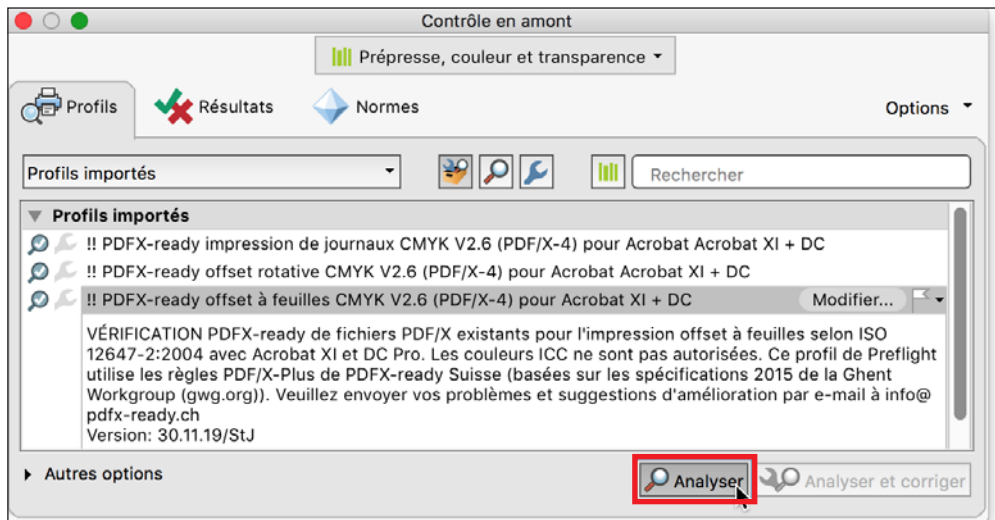 Contrôle en amont
Prépresse, couleur et transparence
Profils
Résultats
Normes
Options
Profils importés
Rechercher
Profils importés
!! PDFX-ready impression de journaux CMYK V2.6 (PDF/X-4) pour Acrobat Acrobat XI + DC
!! PDFX-ready offset rotative CMYK V2.6 (PDF/X-4) pour Acrobat Acrobat XI + DC
!! PDFX-ready offset à feuilles CMYK V2.6 (PDF/X-4) pour Acrobat XI + DC
Modifier...
VÉRIFICATION PDFX-ready de fichiers PDF/X existants pour l'impression offset à feuilles selon ISO
12647-2:2004 avec Acrobat XI et DC Pro. Les couleurs ICC ne sont pas autorisées. Ce profil de Preflight
utilise les règles PDF/X-Plus de PDFX-ready Suisse (basées sur les spécifications 2015 de la Ghent
Workgroup (gwg.org)). Veuillez envoyer vos problèmes et suggestions d'amélioration par e-mail à info@
pdfx-ready.ch
Version: 30.11.19/StJ
Autres options
Analyser
Analyser et corriger